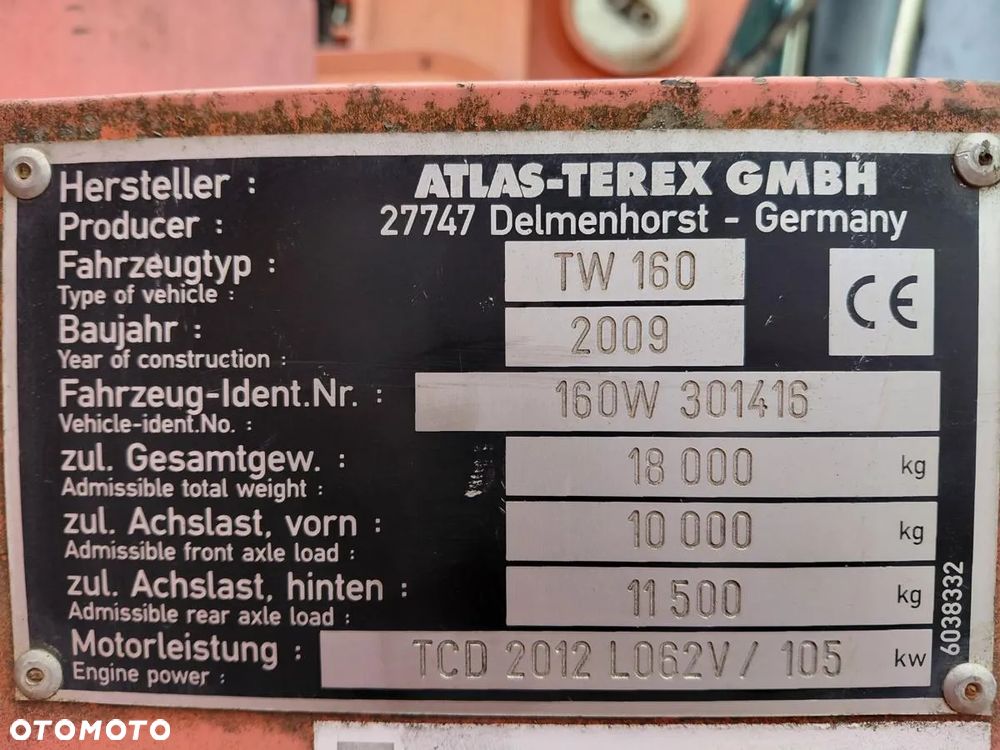 Hersteller : ATLAS-TEREX GMBH
Producer : 27747 Delmenhorst - Germany
Fahrzeugtyp : TW 160
Type of vehicle :
CE
Baujahr : 2009
Year of construction :
Fahrzeug-Ident.Nr. : 160W 301416
Vehicle-ident.No. :
zul. Gesamtgew. : 18 000 kg
Admissible total weight :
zul. Achslast, vorn : 10 000 kg
Admissible front axle load :
zul. Achslast, hinten : 11 500 kg
Admissible rear axle load :
Motorleistung : TCD 2012 L062V / 105 kw
Engine power :
6038332
OTOMOTO